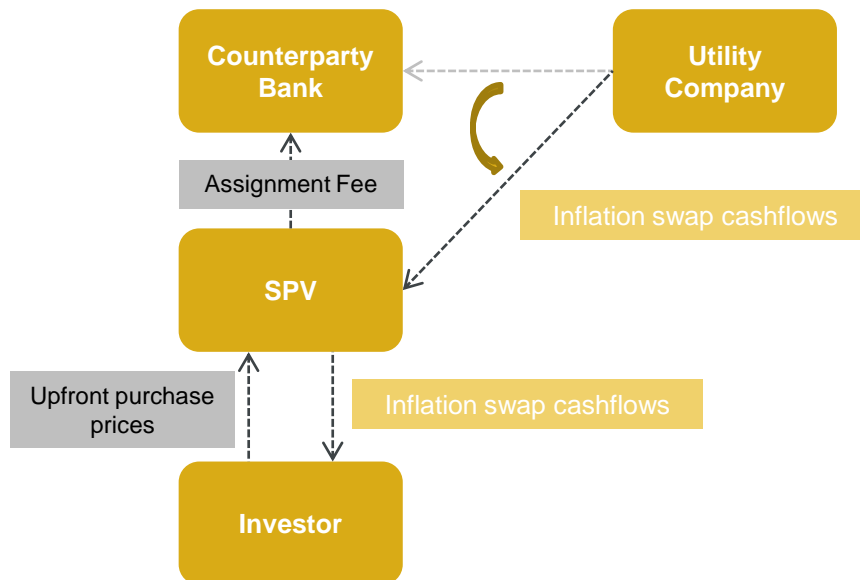 Counterparty
Bank
Utility
Company
Assignment Fee
Inflation swap cashflows
SPV
Upfront purchase
prices
Inflation swap cashflows
Investor